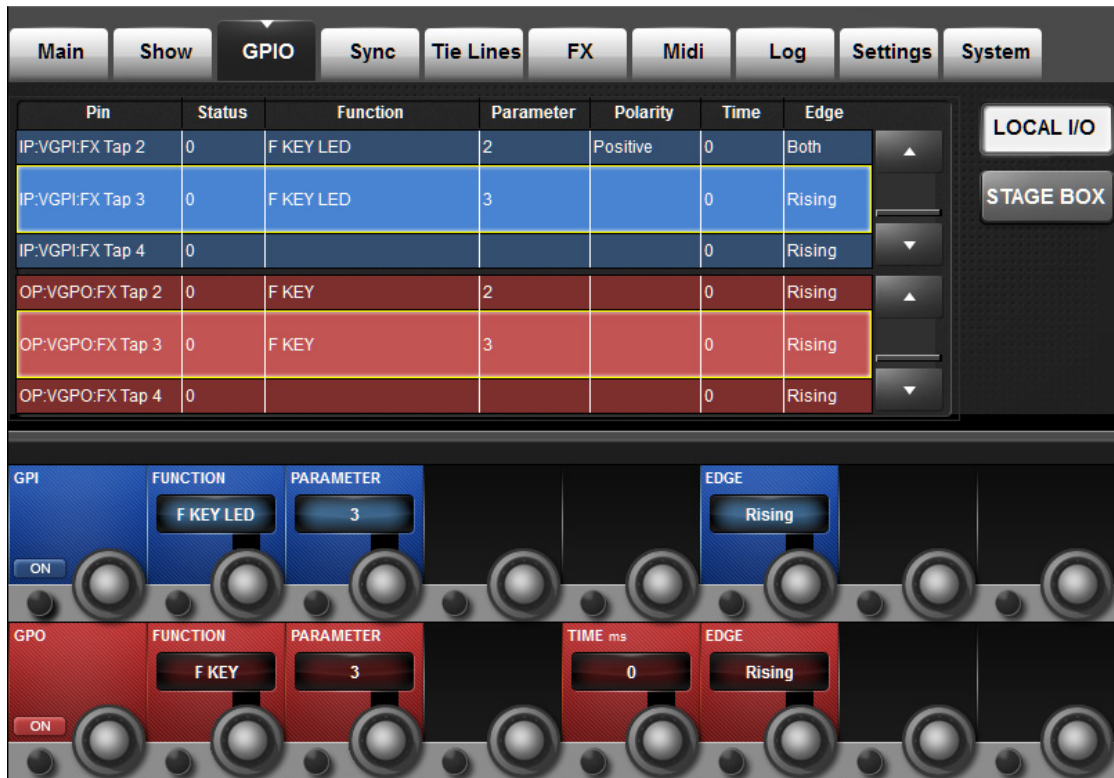 Main Show GPIO Sync Tie Lines FX Midi Log Settings System
Pin Status Function Parameter Polarity Time Edge
LOCAL I/O
IP:VGPI:FX Tap 2 0 F KEY LED 2 Positive 0 Both
IP:VGPI:FX Tap 3 0 F KEY LED 3 0 Rising
STAGE BOX
IP:VGPI:FX Tap 4 0 0 Rising
OP:VGPO:FX Tap 2 0 F KEY 2 0 Rising
OP:VGPO:FX Tap 3 0 F KEY 3 0 Rising
OP:VGPO:FX Tap 4 0 0 Rising
GPI FUNCTION PARAMETER EDGE
F KEY LED 3 Rising
ON
GPO FUNCTION PARAMETER TIME ms EDGE
F KEY 3 0 Rising
ON